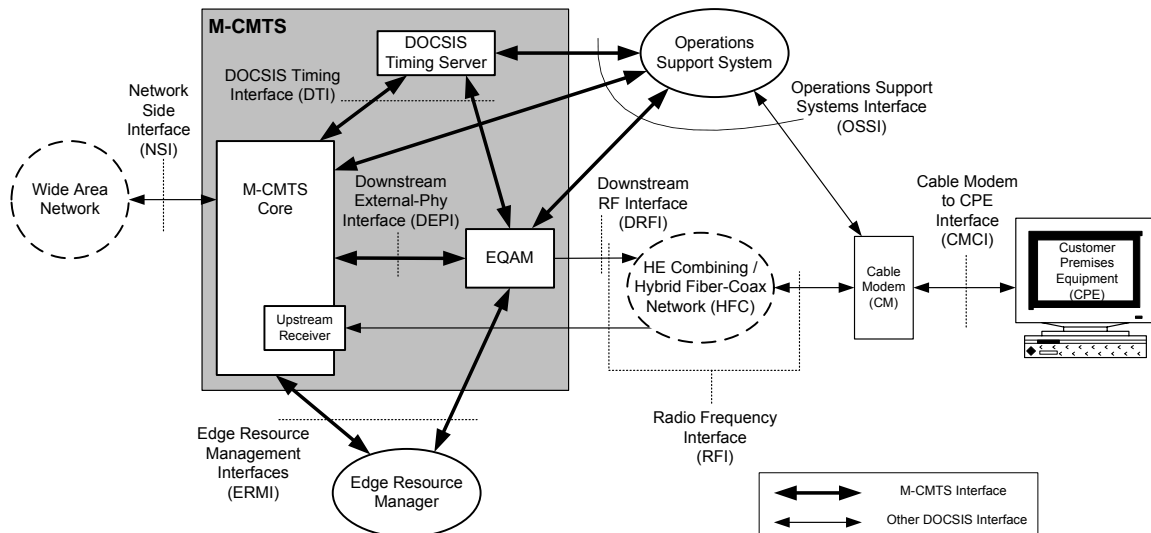 M-CMTS
DOCSIS
Timing Server
Operations
Support System
DOCSIS Timing
Interface (DTI)
Network
Side
Interface
(NSI)
Operations Support
Systems Interface
(OSSI)
Wide Area
Network
M-CMTS
Core
Downstream
External-Phy
Interface (DEPI)
EQAM
Downstream
RF Interface
(DRFI)
HE Combining /
Hybrid Fiber-Coax
Network (HFC)
Cable
Modem
(CM)
Cable Modem
to CPE
Interface
(CMCI)
Customer
Premises
Equipment
(CPE)
Upstream
Receiver
Radio Frequency
Interface
(RFI)
Edge Resource
Management
Interfaces
(ERMI)
Edge Resource
Manager
M-CMTS Interface
Other DOCSIS Interface